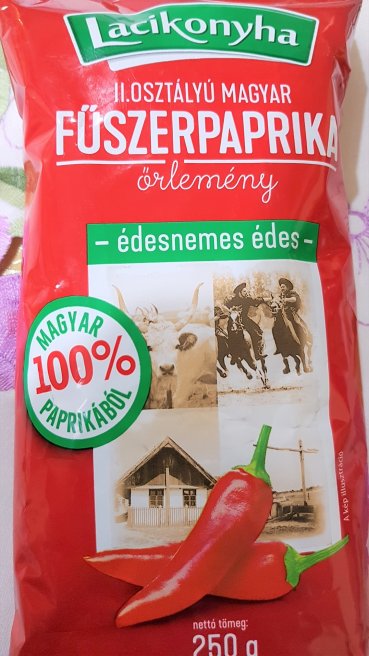 Lacikonyha
II.OSZTÁLYÚ MAGYAR
FŰSZERPAPRIKA
őrlemény
– édesnemes édes –
MAGYAR
100%
PAPRIKÁBÓL
A kép illusztráció
nettó tömeg:
250 g